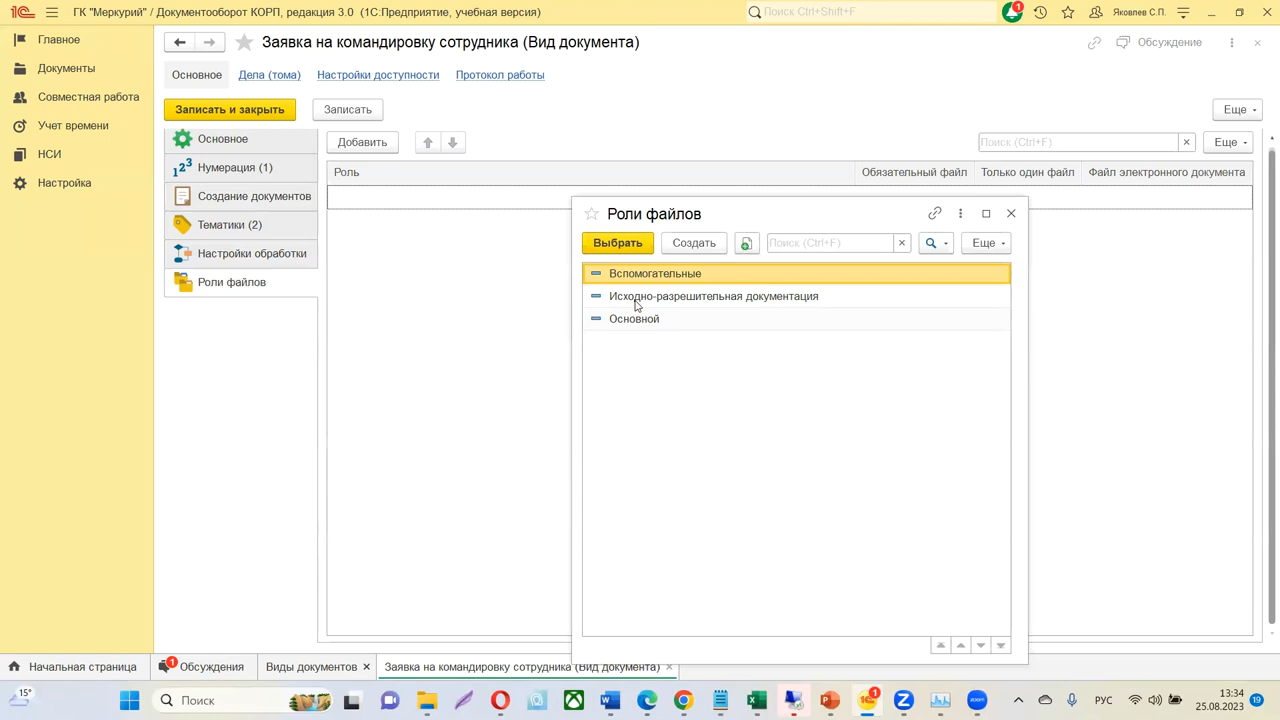 ГК "Меркурий" / Документооборот КОРП, редакция 3.0 (1С:Предприятие, учебная версия)
Поиск Ctrl+Shift+F
1
Яковлев С.П.
Главное
Документы
Совместная работа
Учет времени
НСИ
Настройка
Заявка на командировку сотрудника (Вид документа)
Обсуждение
Основное
Дела (тома)
Настройки доступности
Протокол работы
Записать и закрыть
Записать
Еще
Основное
Нумерация (1)
Создание документов
Тематики (2)
Настройки обработки
Роли файлов
Добавить
Поиск (Ctrl+F)
Еще
Роль
Обязательный файл
Только один файл
Файл электронного документа
Роли файлов
Выбрать
Создать
Поиск (Ctrl+F)
Еще
Вспомогательные
Исходно-разрешительная документация
Основной
Начальная страница
1
Обсуждения
Виды документов
Заявка на командировку сотрудника (Вид документа)
15°
Поиск
1
zoom
РУС
13:34
25.08.2023
19